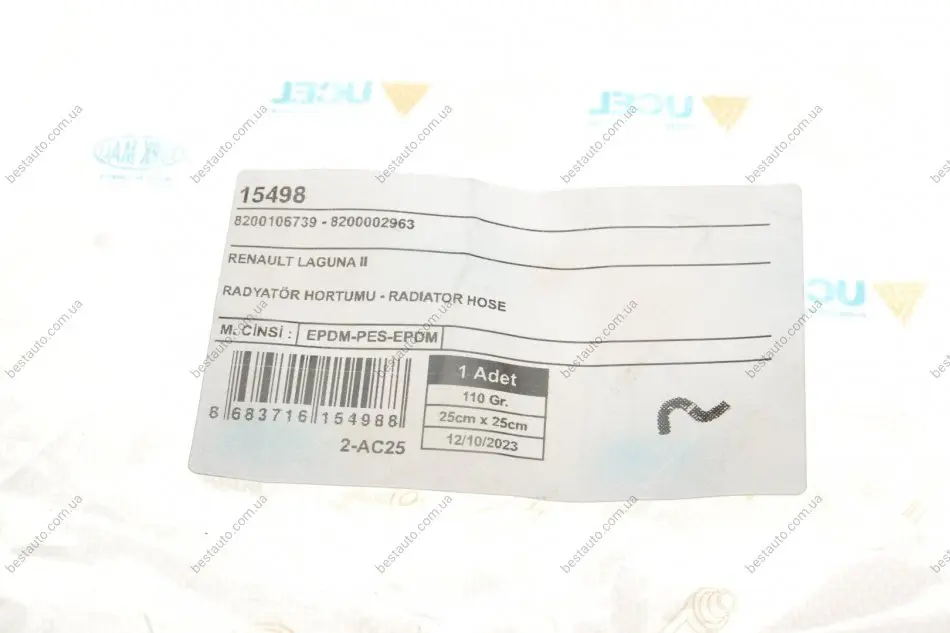 UCEL
UCEL
15498
8200106739 - 8200002963
RENAULT LAGUNA II
UC
RADYATÖR HORTUMU - RADIATOR HOSE
M. CİNSİ : EPDM-PES-EPDM
1 Adet
110 Gr.
25cm x 25cm
12/10/2023
8 683716 154988
2-AC25
bestauto.com.ua